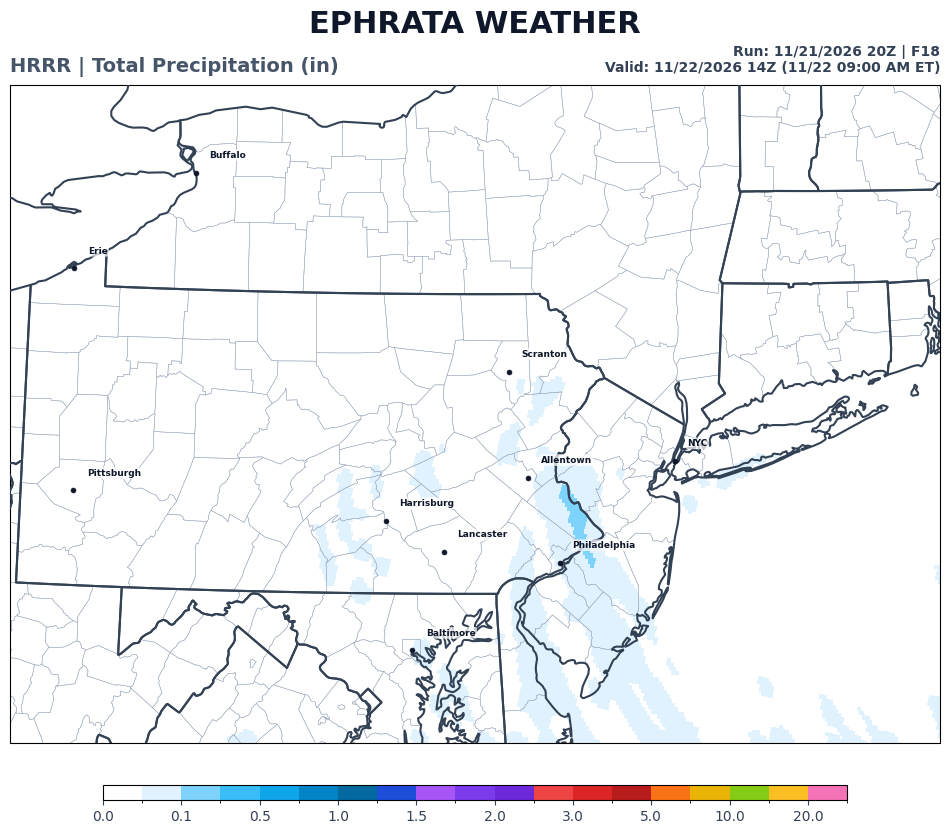 EPHRATA WEATHER
HRRR | Total Precipitation (in)
Run: 11/21/2026 20Z | F18
Valid: 11/22/2026 14Z (11/22 09:00 AM ET)
Buffalo
Erie
Scranton
NYC
Allentown
Pittsburgh
Harrisburg
Lancaster
Philadelphia
Baltimore
0.0 0.1 0.5 1.0 1.5 2.0 3.0 5.0 10.0 20.0